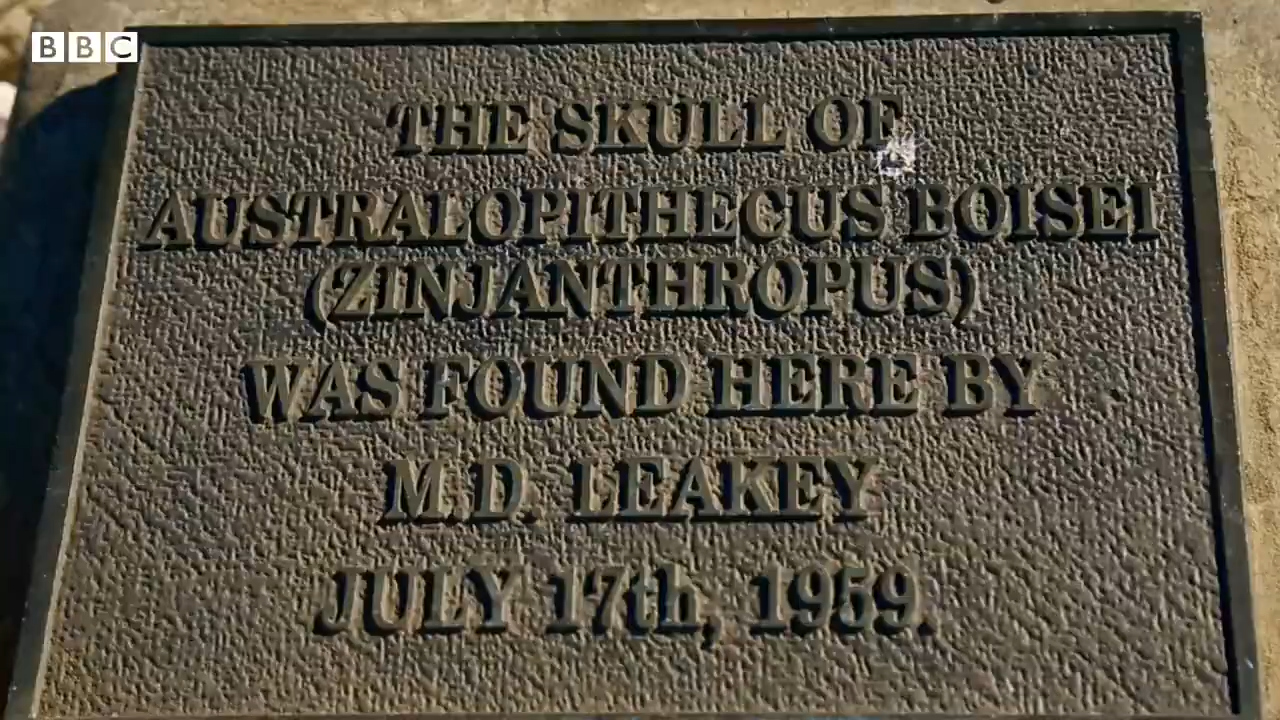 BBC
THE SKULL OF
AUSTRALOPITHECUS BOISEI
(ZINJANTHROPUS)
WAS FOUND HERE BY
M.D. LEAKEY
JULY 17th, 1959.